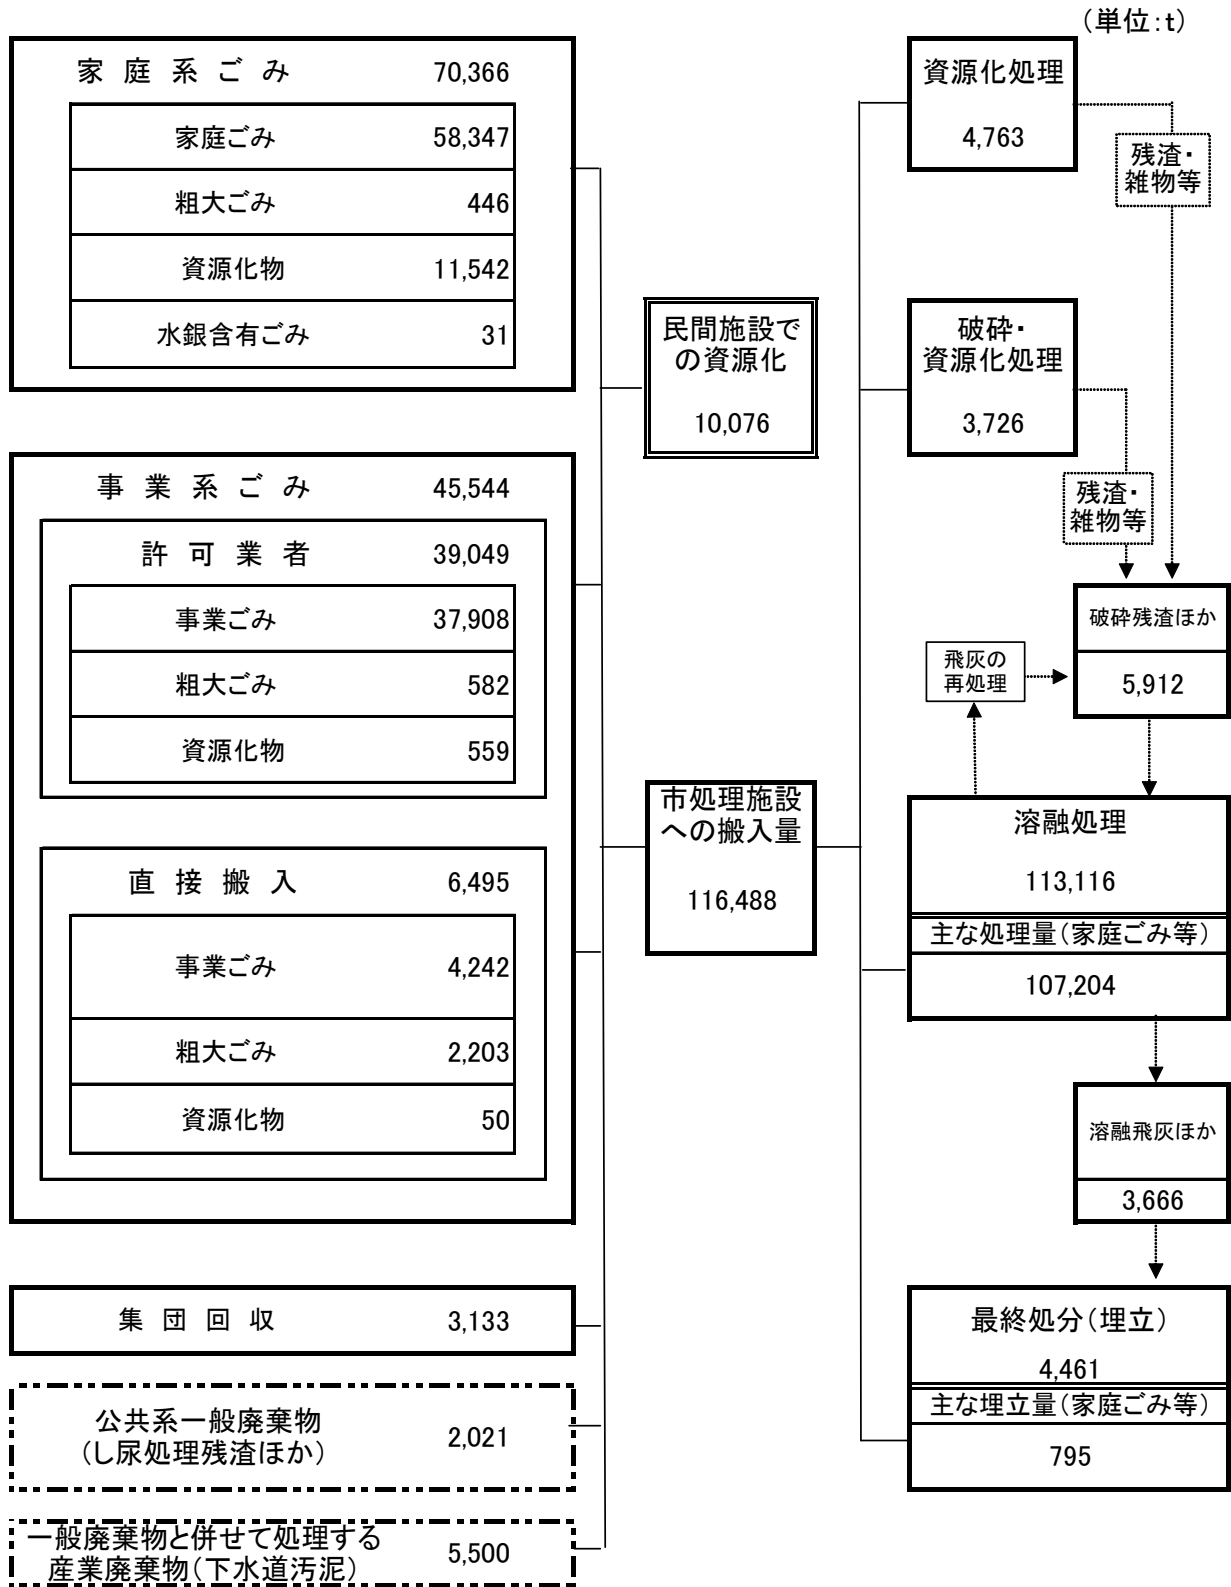 （単位：t）
家庭系ごみ 70,366
家庭ごみ 58,347
粗大ごみ 446
資源化物 11,542
水銀含有ごみ 31
事業系ごみ 45,544
許可業者 39,049
事業ごみ 37,908
粗大ごみ 582
資源化物 559
直接搬入 6,495
事業ごみ 4,242
粗大ごみ 2,203
資源化物 50
集団回収 3,133
公共系一般廃棄物
（し尿処理残渣ほか）
2,021
一般廃棄物と併せて処理する
産業廃棄物（下水道汚泥）
5,500
民間施設で
の資源化
10,076
市処理施設
への搬入量
116,488
資源化処理
4,763
残渣・
雑物等
破砕・
資源化処理
3,726
残渣・
雑物等
破砕残渣ほか
5,912
飛灰の
再処理
溶融処理
113,116
主な処理量（家庭ごみ等）
107,204
溶融飛灰ほか
3,666
最終処分（埋立）
4,461
主な埋立量（家庭ごみ等）
795